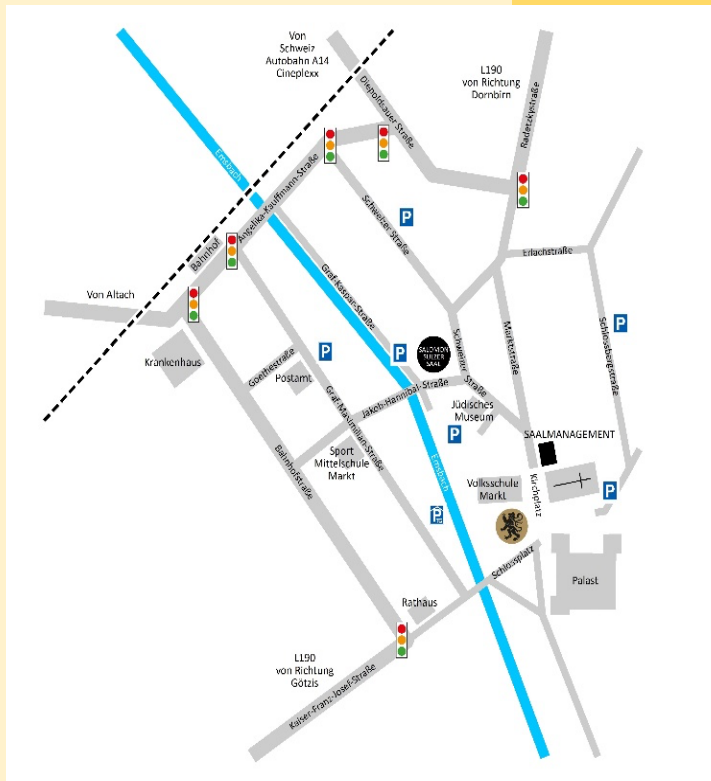 Von
Schweiz
Autobahn A14
Cineplexx
L190
von Richtung
Dornbirn
Diepoldsauer Straße
Radetzkystraße
Emsbach
Angelika-Kauffmann-Straße
Bahnhof
Schweizer Straße
P
Erlachstraße
Von Altach
Graf-Kaspar-Straße
Marktstraße
Schlossbergstraße
P
Krankenhaus
Goethestraße
P
P
SALOMON
SULZER
SAAL
Schweizer Straße
Postamt
Jakob-Hannibal-Straße
Graf-Maximilian-Straße
Jüdisches
Museum
P
SAALMANAGEMENT
Sport
Mittelschule
Markt
Bahnhofstraße
Emsbach
Volksschule
Markt
Kirchplatz
P
P
Schlossplatz
Palast
Rathaus
L190
von Richtung
Götzis
Kaiser-Franz-Josef-Straße